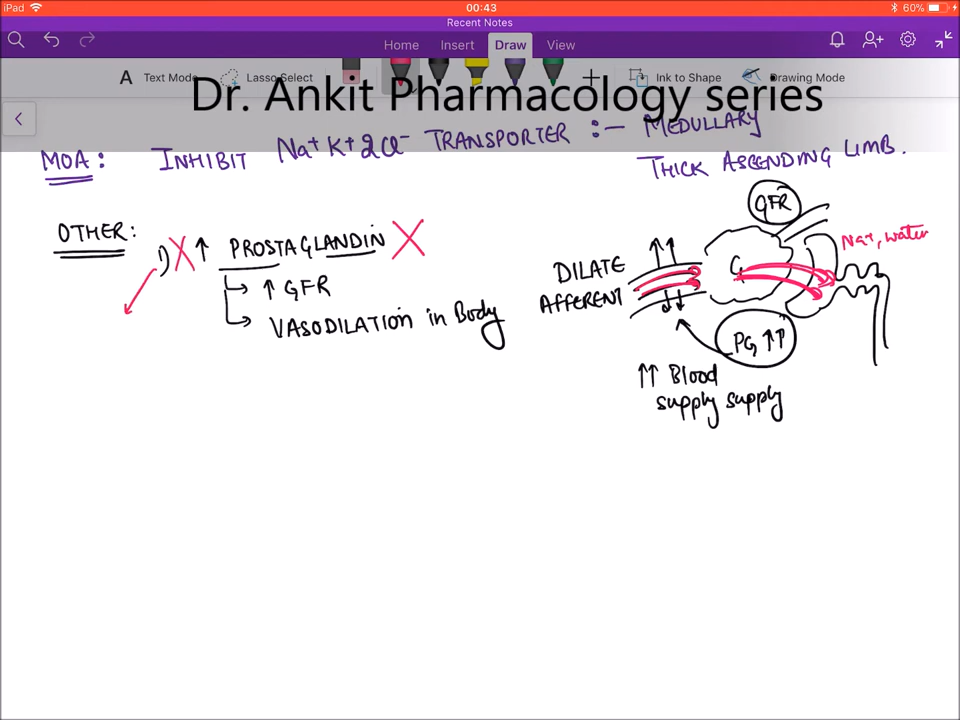 iPad 00:43 60%
Recent Notes
Home Insert Draw View
A Text Mode Lasso Select Ink to Shape Drawing Mode
Dr. Ankit Pharmacology series
MOA: INHIBIT Na+ K+ 2Cl- TRANSPORTER :- MEDULLARY
THICK ASCENDING LIMB.
OTHER:
1) ↑ PROSTAGLANDIN
↑ GFR
VASODILATION in Body
GFR
Na+, water
DILATE
AFFERENT
G
PG ↑↑
↑↑ Blood
supply supply